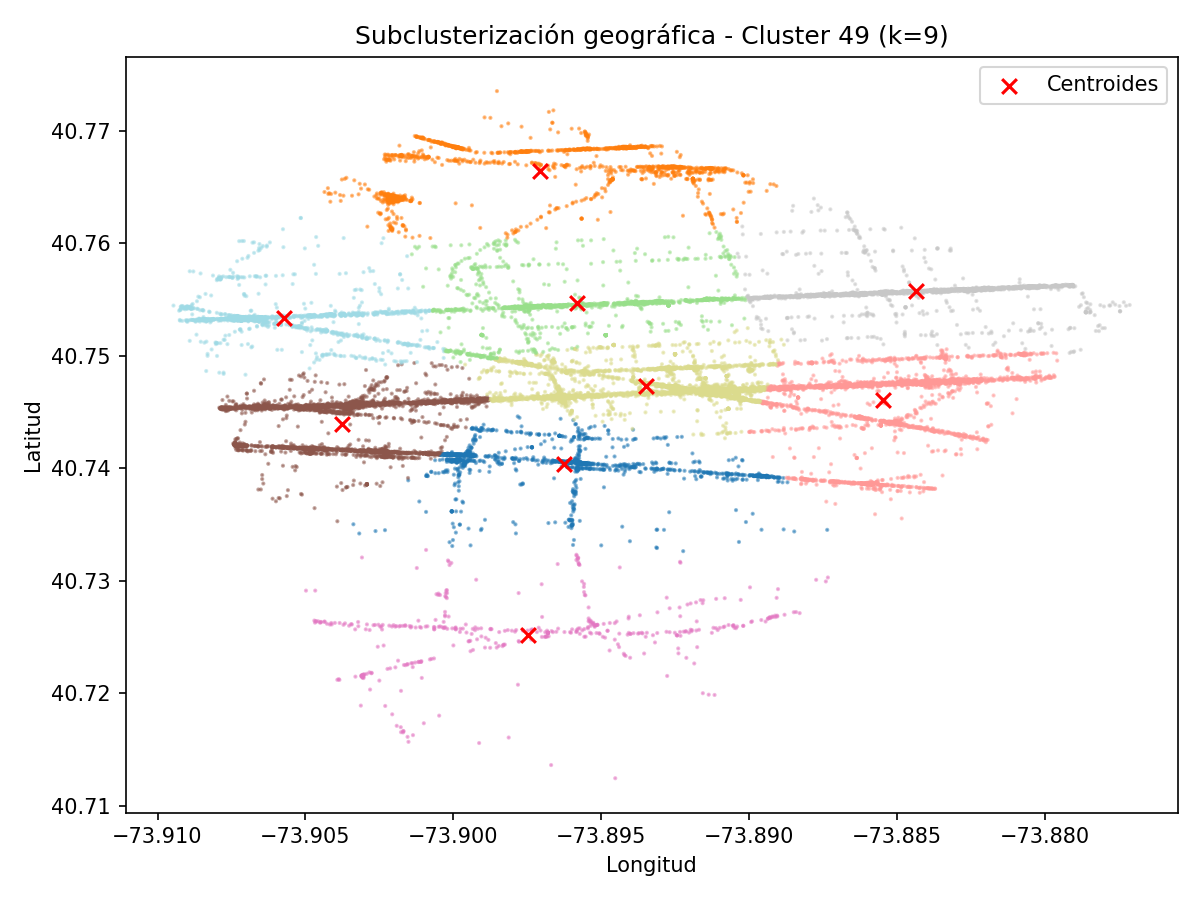 Subclusterización geográfica - Cluster 49 (k=9)
Centroides
40.77
40.76
40.75
40.74
40.73
40.72
40.71
Latitud
−73.910 −73.905 −73.900 −73.895 −73.890 −73.885 −73.880
Longitud